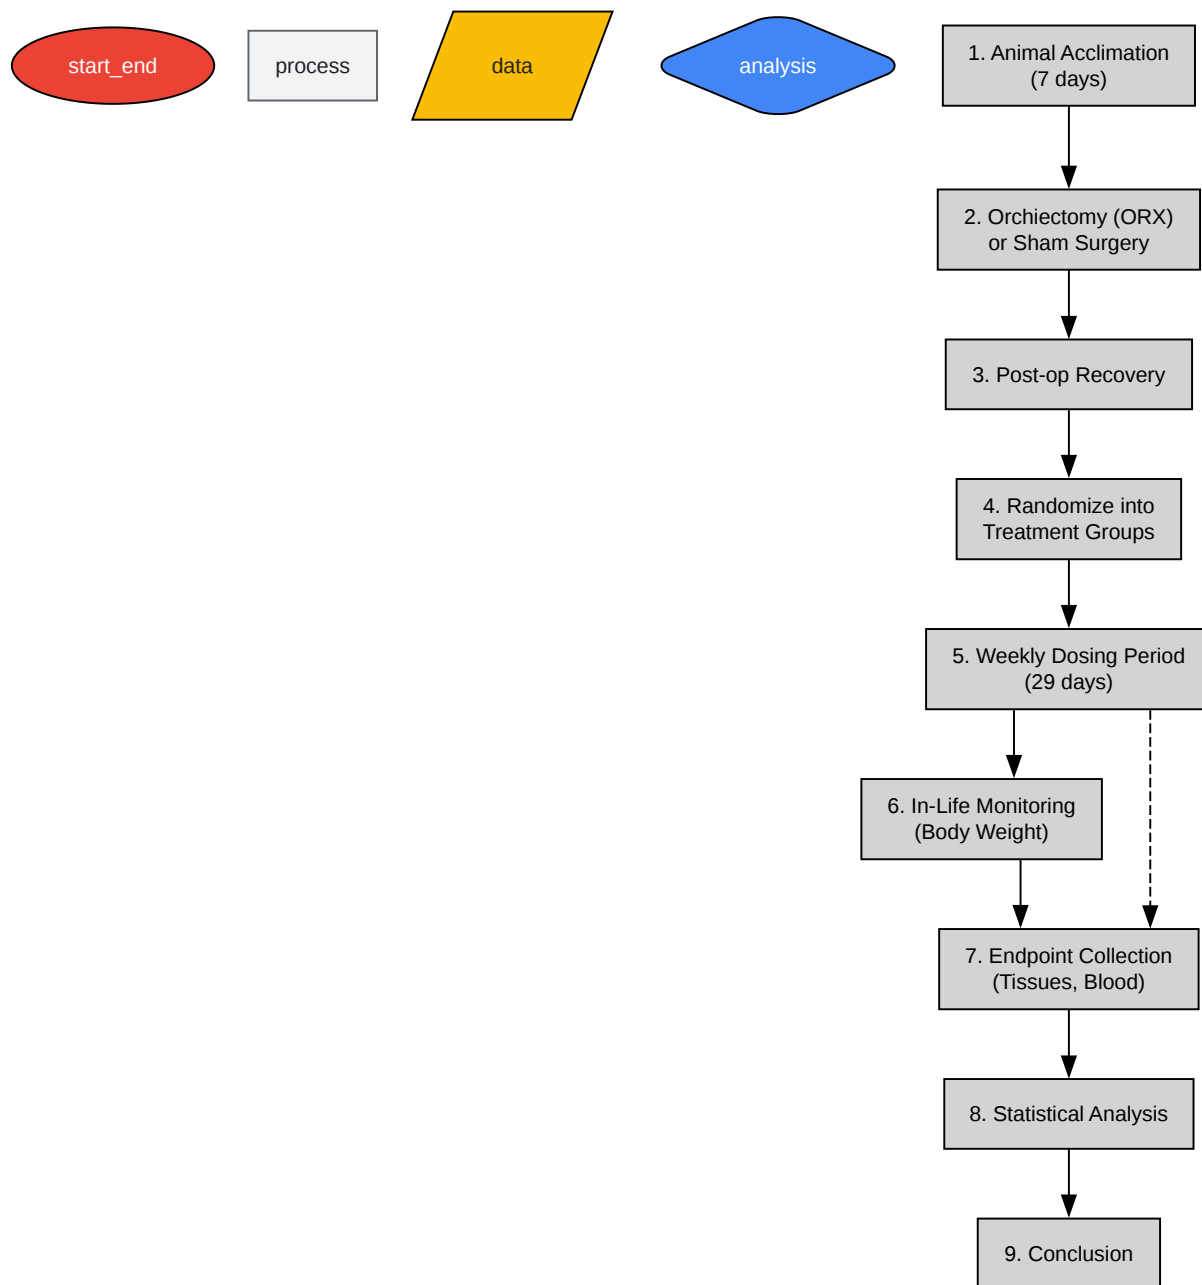 start_end
process
data
analysis
1. Animal Acclimation
(7 days)
2. Orchiectomy (ORX)
or Sham Surgery
3. Post-op Recovery
4. Randomize into
Treatment Groups
5. Weekly Dosing Period
(29 days)
6. In-Life Monitoring
(Body Weight)
7. Endpoint Collection
(Tissues, Blood)
8. Statistical Analysis
9. Conclusion